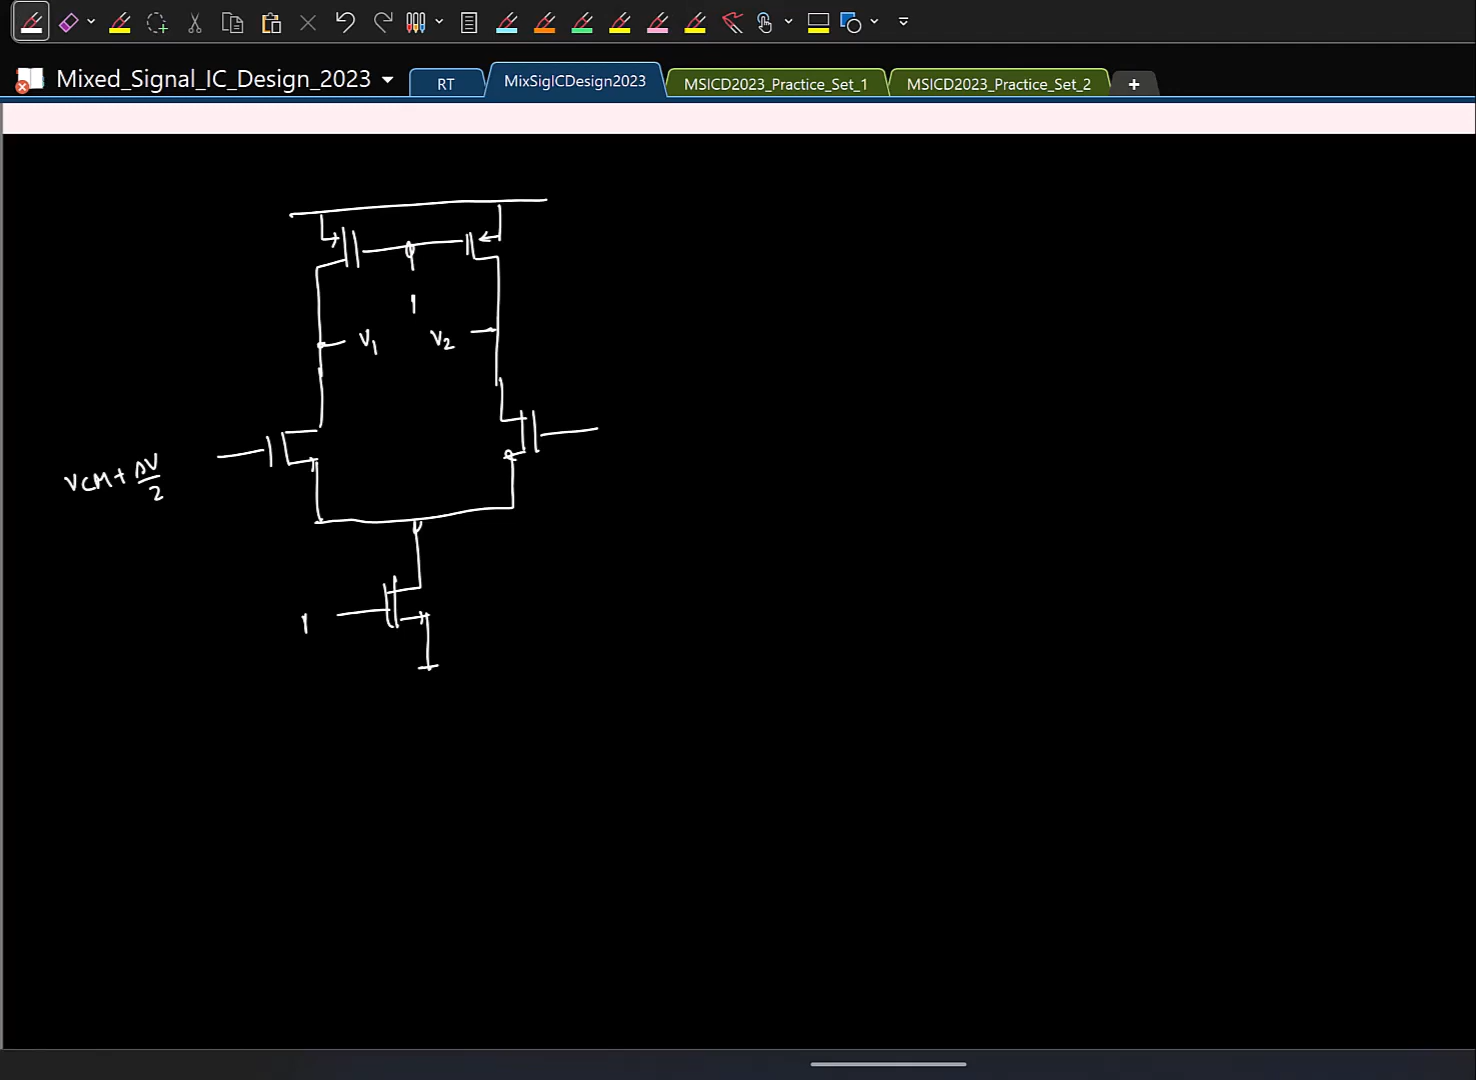 Mixed_Signal_IC_Design_2023
RT
MixSigICDesign2023
MSICD2023_Practice_Set_1
MSICD2023_Practice_Set_2
+
1
V1
V2
VCM + ΔV/2
1